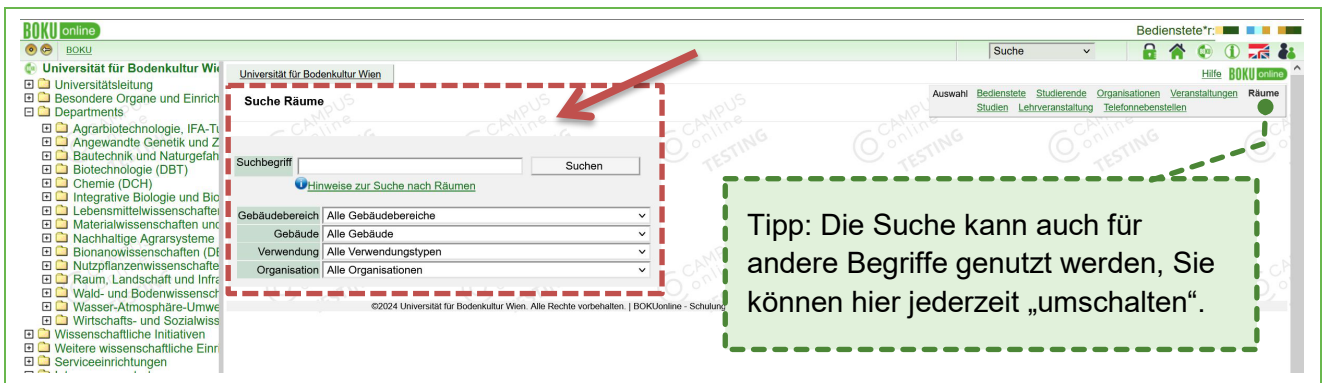 BOKU online
Bedienstete*r:
BOKU
Suche
Universität für Bodenkultur Wi
Universitätsleitung
Besondere Organe und Einrich
Departments
Agrarbiotechnologie, IFA-Tu
Angewandte Genetik und Z
Bautechnik und Naturgefah
Biotechnologie (DBT)
Chemie (DCH)
Integrative Biologie und Bio
Lebensmittelwissenschafte
Materialwissenschaften und
Nachhaltige Agrarsysteme
Bionanowissenschaften (DB
Nutzpflanzenwissenschafte
Raum, Landschaft und Infra
Wald- und Bodenwissensch
Wasser-Atmosphäre-Umwe
Wirtschafts- und Sozialwiss
Wissenschaftliche Initiativen
Weitere wissenschaftliche Einr
Serviceeinrichtungen
Universität für Bodenkultur Wien
Hilfe BOKU online
Suche Räume
Auswahl Bedienstete Studierende Organisationen Veranstaltungen Räume
Studien Lehrveranstaltung Telefonnebenstellen
Suchbegriff
Suchen
Hinweise zur Suche nach Räumen
Gebäudebereich Alle Gebäudebereiche
Gebäude Alle Gebäude
Verwendung Alle Verwendungstypen
Organisation Alle Organisationen
©2024 Universität für Bodenkultur Wien. Alle Rechte vorbehalten. | BOKUonline - Schulung
Tipp: Die Suche kann auch für
andere Begriffe genutzt werden, Sie
können hier jederzeit „umschalten“.
CAMPUS
online
TESTING